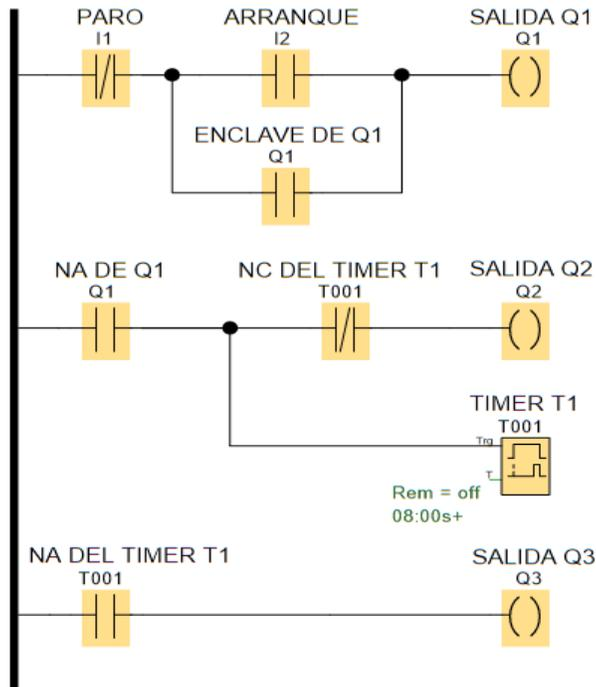 PARO ARRANQUE SALIDA Q1
I1 I2 Q1
ENCLAVE DE Q1
Q1
NA DE Q1 NC DEL TIMER T1 SALIDA Q2
Q1 T001 Q2
TIMER T1
T001
Trg
T
Rem = off
08:00s+
NA DEL TIMER T1 SALIDA Q3
T001 Q3